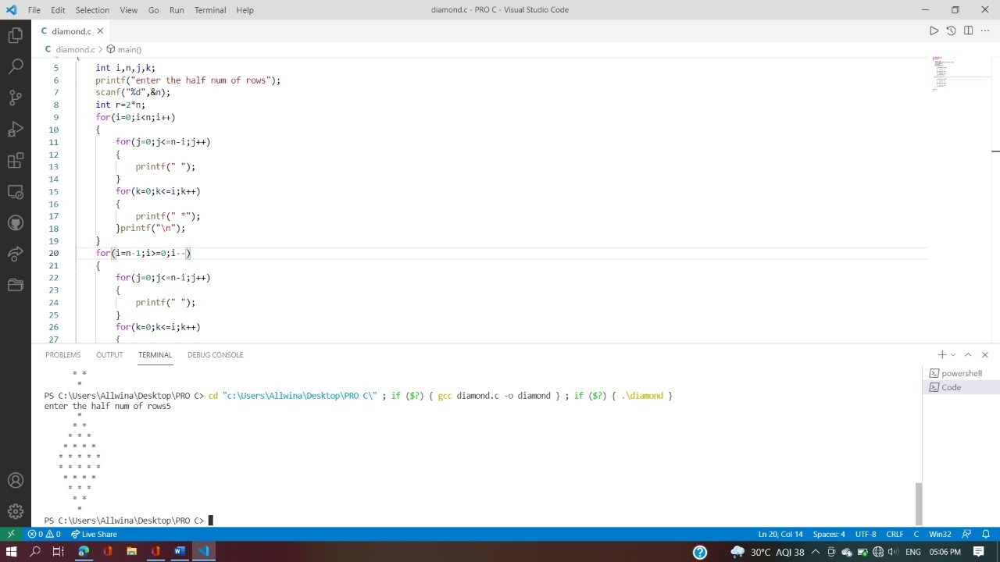 File Edit Selection View Go Run Terminal Help diamond.c - PRO C - Visual Studio Code
C diamond.c
C diamond.c > main()
4 {
5 int i,n,j,k;
6 printf("enter the half num of rows");
7 scanf("%d",&n);
8 int r=2*n;
9 for(i=0;i<n;i++)
10 {
11 for(j=0;j<=n-i;j++)
12 {
13 printf(" ");
14 }
15 for(k=0;k<=i;k++)
16 {
17 printf(" *");
18 }printf("\n");
19 }
20 for(i=n-1;i>=0;i--)
21 {
22 for(j=0;j<=n-i;j++)
23 {
24 printf(" ");
25 }
26 for(k=0;k<=i;k++)
27 {
PROBLEMS OUTPUT TERMINAL DEBUG CONSOLE
powershell
Code
* *
*
PS C:\Users\Allwina\Desktop\PRO C> cd "c:\Users\Allwina\Desktop\PRO C\" ; if ($?) { gcc diamond.c -o diamond } ; if ($?) { .\diamond }
enter the half num of rows5
*
* *
* * *
* * * *
* * * * *
* * * * *
* * * *
* * *
* *
*
PS C:\Users\Allwina\Desktop\PRO C>
0 0 Live Share Ln 20, Col 14 Spaces: 4 UTF-8 CRLF C Win32
30°C AQI 38 ENG 05:06 PM